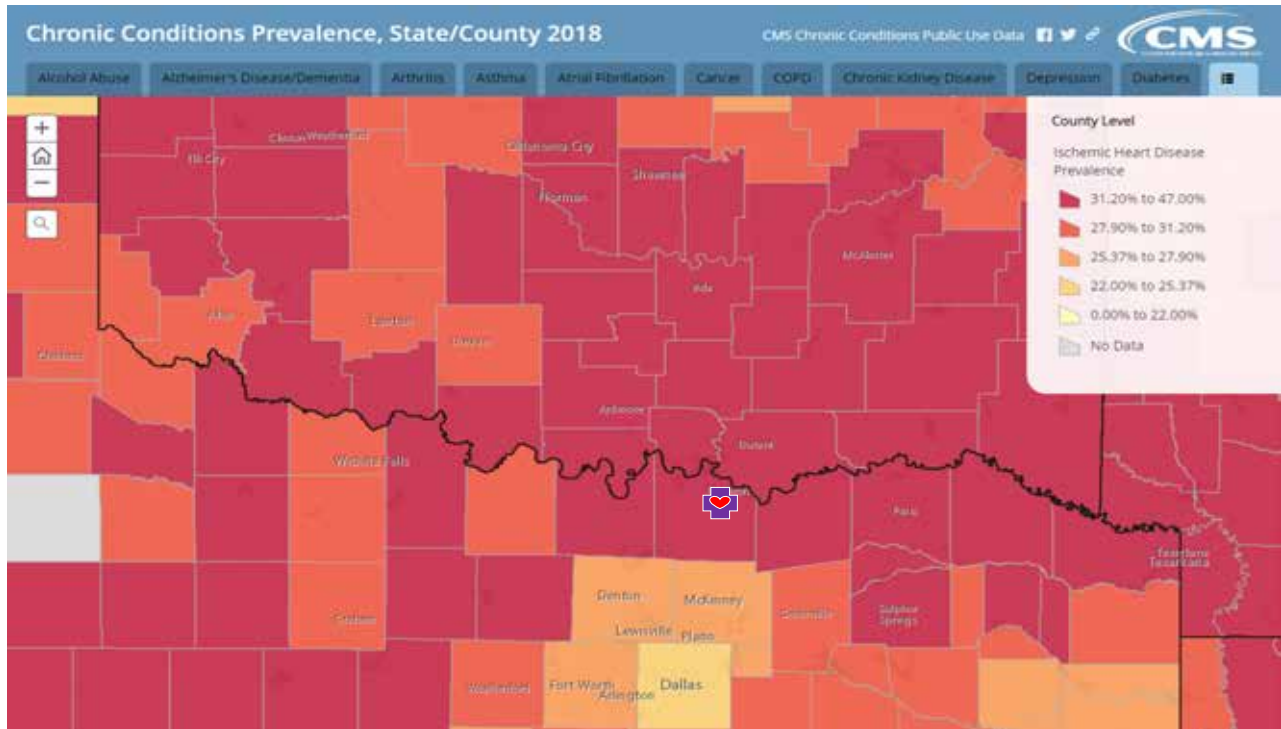 Chronic Conditions Prevalence, State/County 2018
CMS Chronic Conditions Public Use Data
CMS
Alcohol Abuse
Alzheimer's Disease/Dementia
Arthritis
Asthma
Atrial Fibrillation
Cancer
COPD
Chronic Kidney Disease
Depression
Diabetes
County Level
Ischemic Heart Disease
Prevalence
31.20% to 47.00%
27.90% to 31.20%
25.37% to 27.90%
22.00% to 25.37%
0.00% to 22.00%
No Data
Clinton
Weatherford
Elk City
Oklahoma City
Shawnee
Norman
McAlester
Ada
Altus
Lawton
Ardmore
Durant
Wichita Falls
Paris
Texarkana
Texarkana
Denton
McKinney
Greenville
Sulphur
Springs
Graham
Lewisville
Plano
Fort Worth
Arlington
Dallas